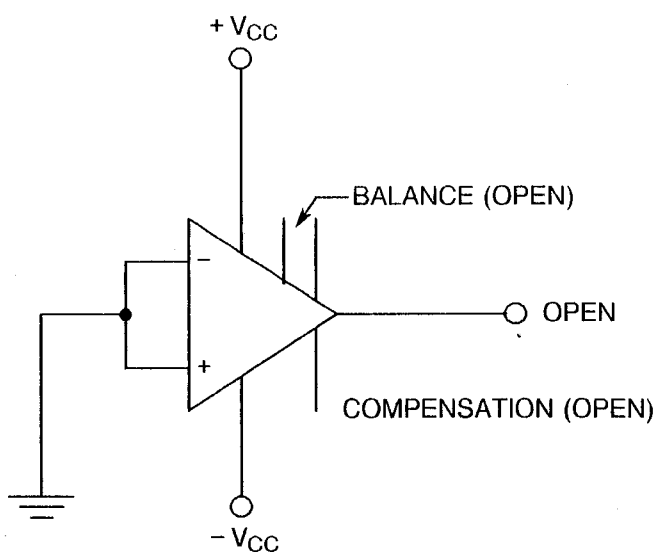 + VCC
BALANCE (OPEN)
−
OPEN
+
COMPENSATION (OPEN)
− VCC